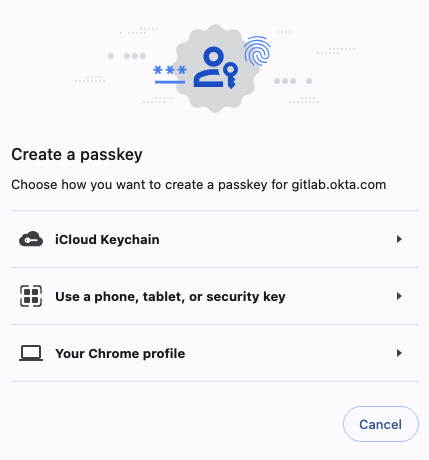 ***
Create a passkey
Choose how you want to create a passkey for gitlab.okta.com
iCloud Keychain
Use a phone, tablet, or security key
Your Chrome profile
Cancel